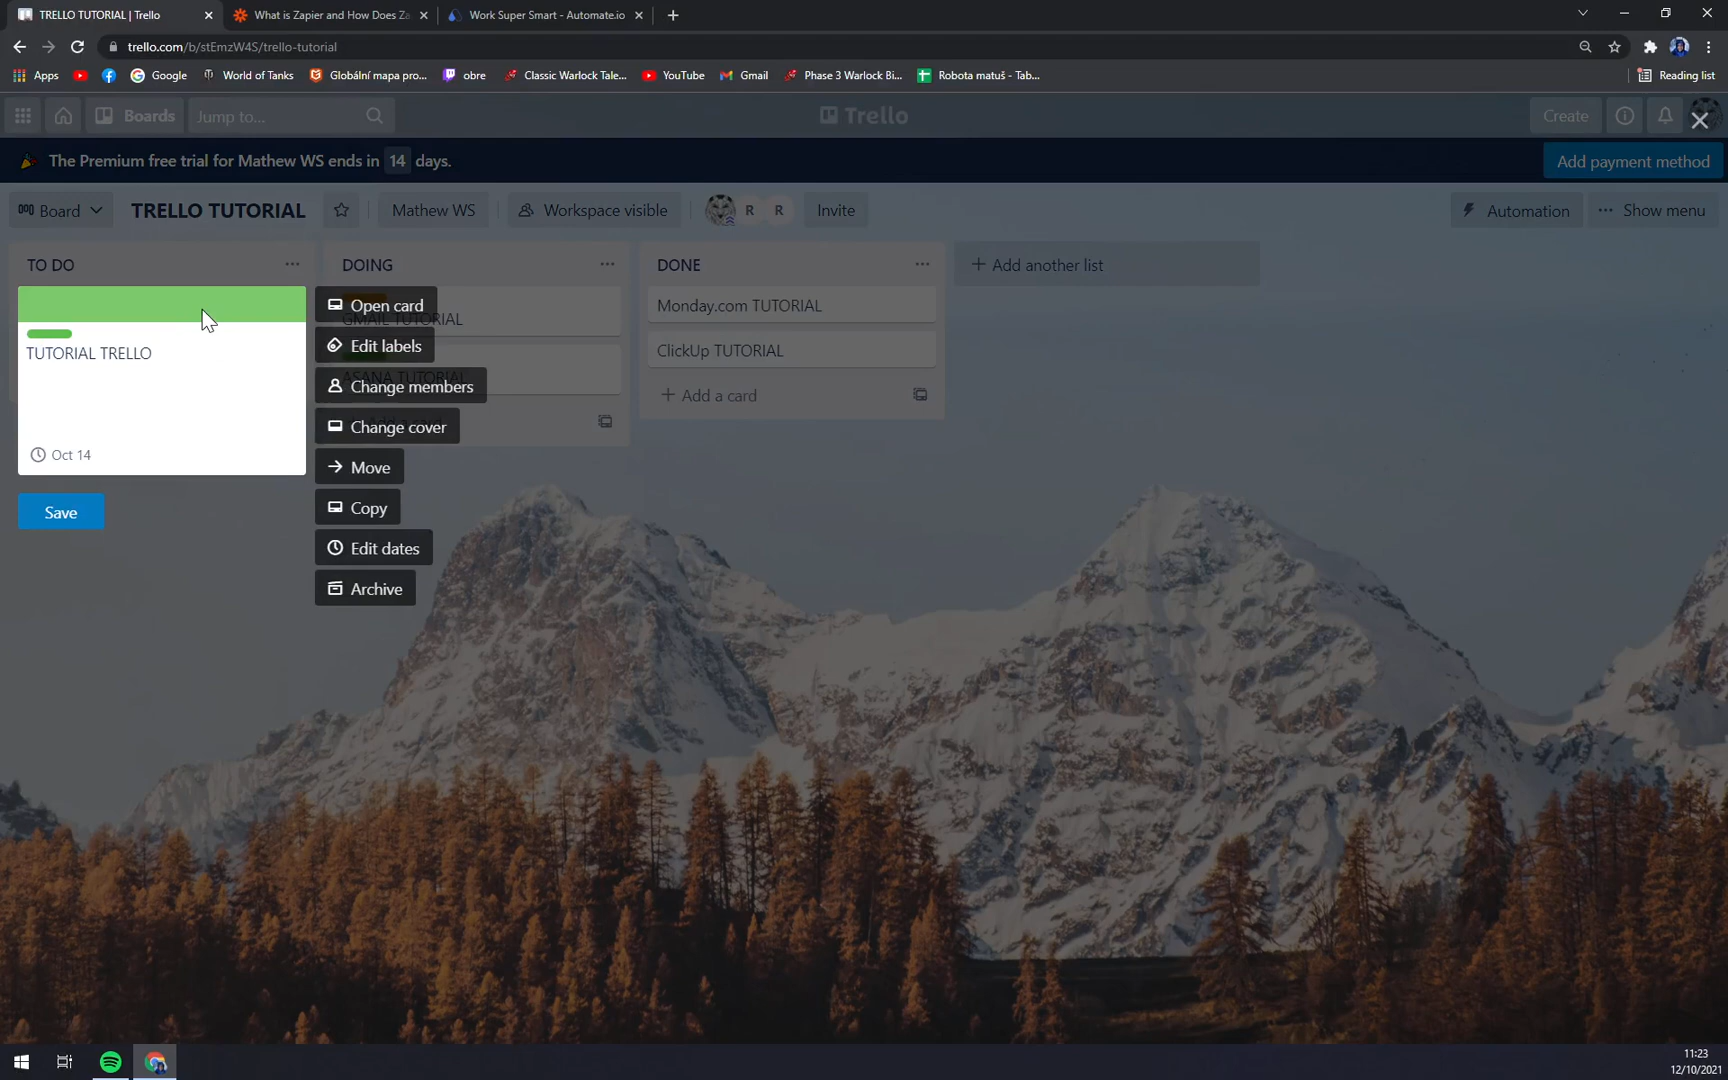 TRELLO TUTORIAL | Trello
What is Zapier and How Does Za
Work Super Smart - Automate.io
trello.com/b/stEmzW4S/trello-tutorial
Apps
Google
World of Tanks
Globální mapa pro...
obre
Classic Warlock Tale...
YouTube
Gmail
Phase 3 Warlock Bi...
Robota matuš - Tab...
Reading list
Boards
Jump to...
Trello
Create
The Premium free trial for Mathew WS ends in 14 days.
Add payment method
Board
TRELLO TUTORIAL
Mathew WS
Workspace visible
R
R
Invite
Automation
Show menu
TO DO
DOING
DONE
Add another list
TUTORIAL TRELLO
Oct 14
Save
Open card
Edit labels
Change members
Change cover
Move
Copy
Edit dates
Archive
GMAIL TUTORIAL
ASANA TUTORIAL
Monday.com TUTORIAL
ClickUp TUTORIAL
Add a card
11:23
12/10/2021